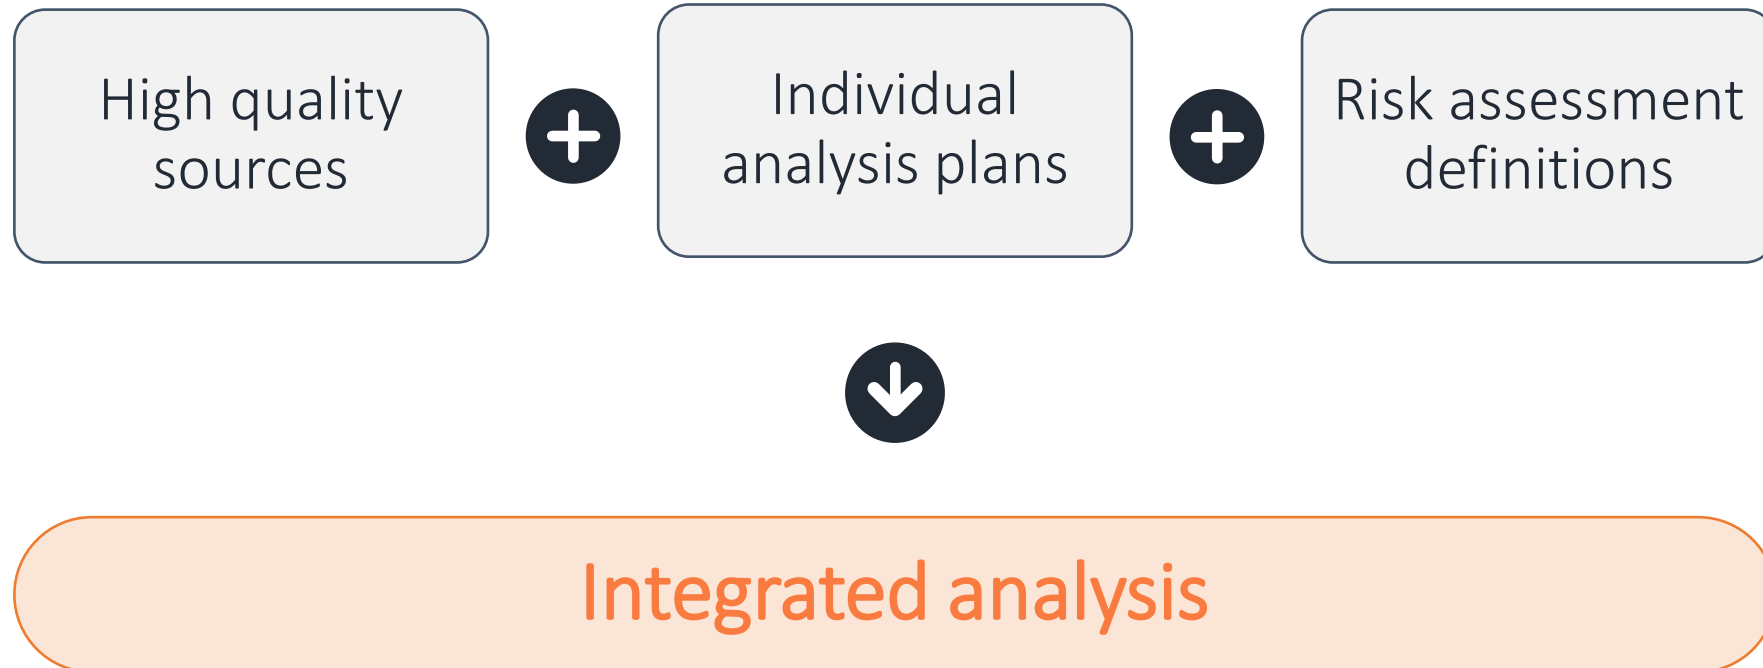 High quality
sources
Individual
analysis plans
Risk assessment
definitions
Integrated analysis